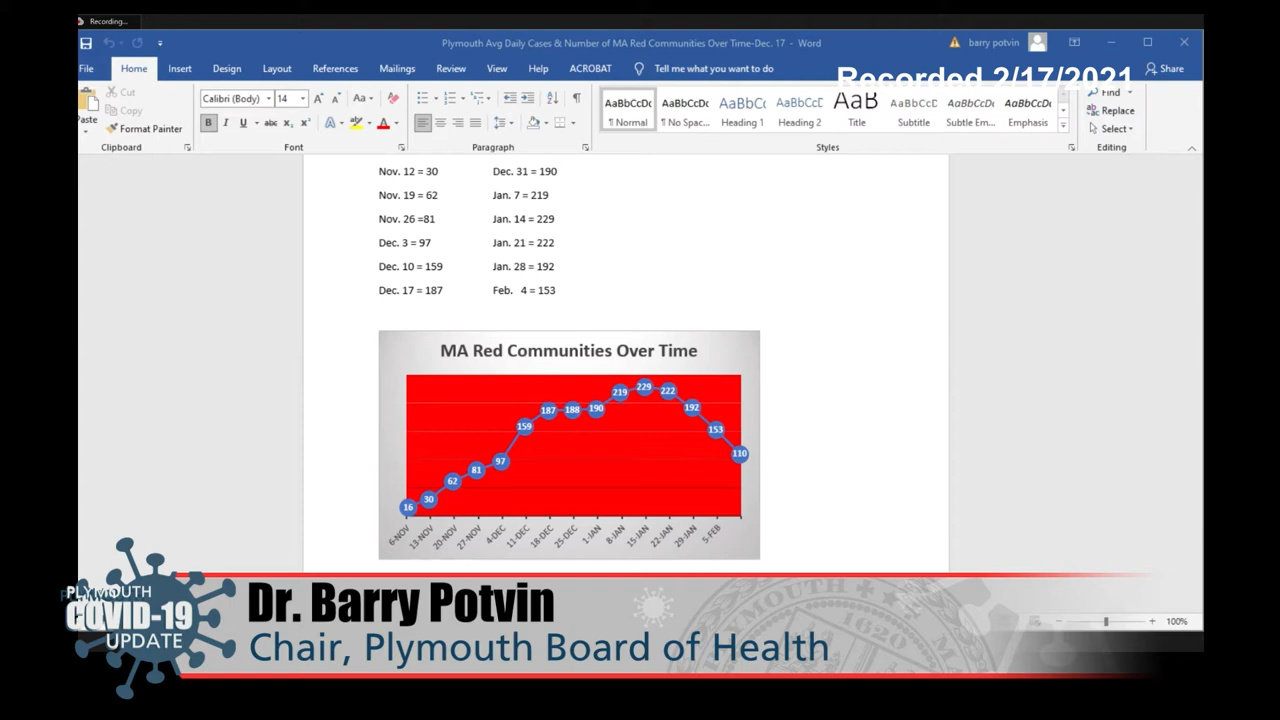 Recording...
Plymouth Avg Daily Cases & Number of MA Red Communities Over Time-Dec. 17 - Word
barry potvin
File Home Insert Design Layout References Mailings Review View Help ACROBAT Tell me what you want to do Share
Recorded 2/17/2021
Cut
Copy
Paste
Format Painter
Calibri (Body) 14
AaBbCcDc AaBbCcDc AaBbCc AaBbCcD AaB AaBbCcD AaBbCcDc AaBbCcDc
¶ Normal ¶ No Spac... Heading 1 Heading 2 Title Subtitle Subtle Em... Emphasis
Find
Replace
Select
Clipboard Font Paragraph Styles Editing
Nov. 12 = 30 Dec. 31 = 190
Nov. 19 = 62 Jan. 7 = 219
Nov. 26 =81 Jan. 14 = 229
Dec. 3 = 97 Jan. 21 = 222
Dec. 10 = 159 Jan. 28 = 192
Dec. 17 = 187 Feb. 4 = 153
MA Red Communities Over Time
16 30 62 81 97 159 187 188 190 219 229 222 192 153 110
6-NOV 13-NOV 20-NOV 27-NOV 4-DEC 11-DEC 18-DEC 25-DEC 1-JAN 8-JAN 15-JAN 22-JAN 29-JAN 5-FEB
PLYMOUTH
COVID-19
UPDATE
Dr. Barry Potvin
Chair, Plymouth Board of Health
PLYMOUTH
1620
100%